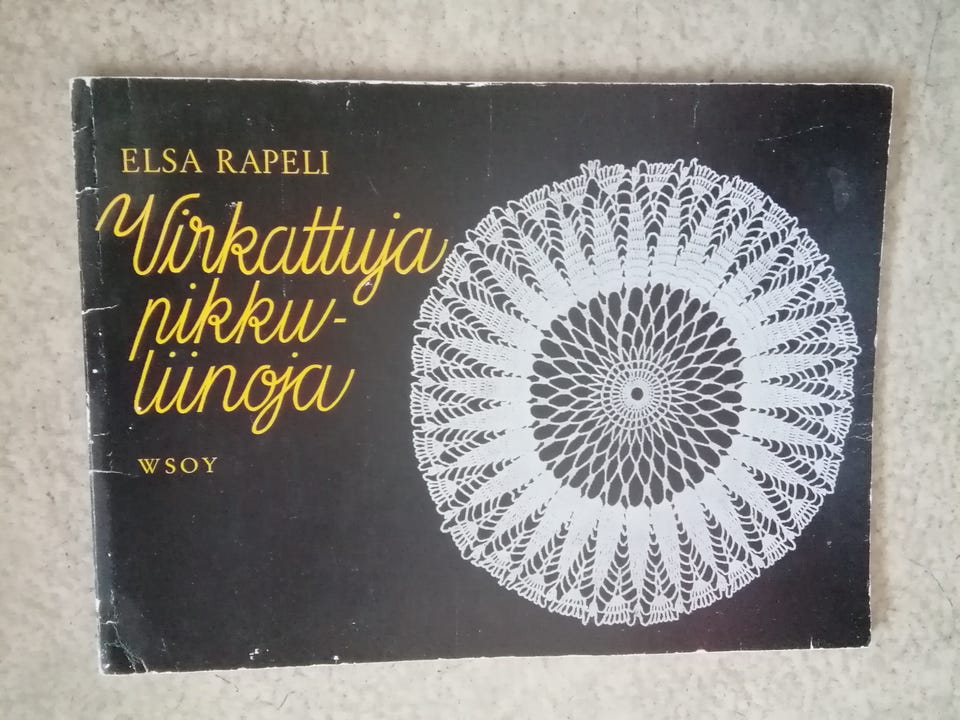 ELSA RAPELI
Virkattuja
pikku-
liinoja
WSOY